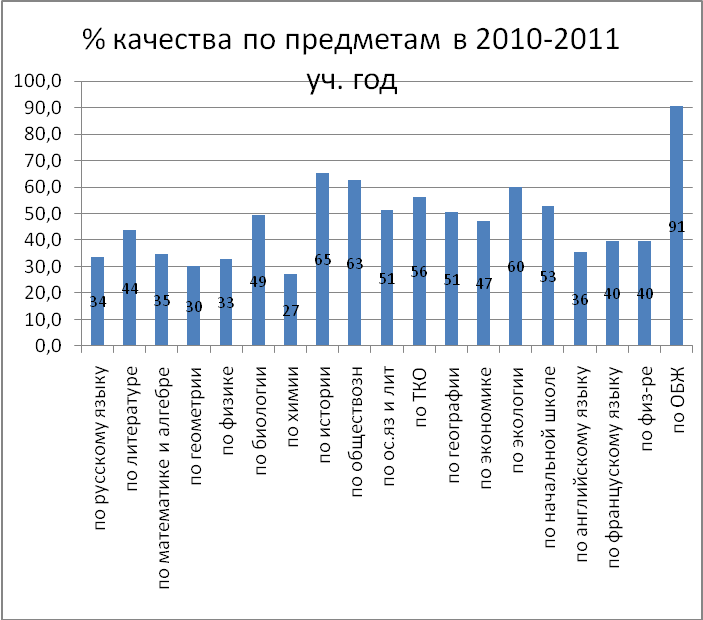 % качества по предметам в 2010-2011
уч. год
100,0
90,0
80,0
70,0
60,0
50,0
40,0
30,0
20,0
10,0
0,0
34
44
35
30
33
49
27
65
63
51
56
51
47
60
53
36
40
40
91
по русскому языку
по литературе
по математике и алгебре
по геометрии
по физике
по биологии
по химии
по истории
по обществозн
по ос.яз и лит
по ТКО
по географии
по экономике
по экологии
по начальной школе
по английскому языку
по французскому языку
по физ-ре
по ОБЖ